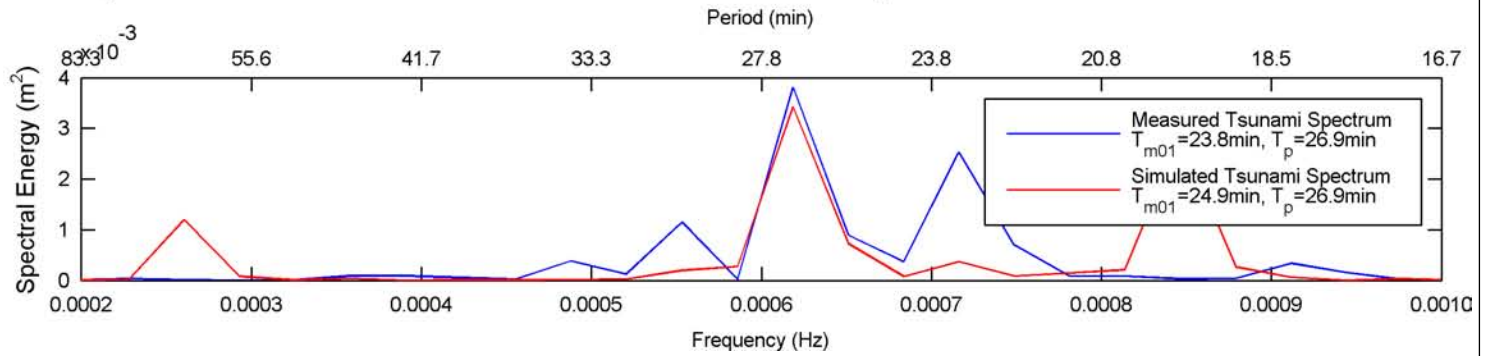 Period (min)
x 10-3
83.3 55.6 41.7 33.3 27.8 23.8 20.8 18.5 16.7
Spectral Energy (m2)
4
3
2
1
0
Measured Tsunami Spectrum
Tm01=23.8min, Tp=26.9min
Simulated Tsunami Spectrum
Tm01=24.9min, Tp=26.9min
0.0002 0.0003 0.0004 0.0005 0.0006 0.0007 0.0008 0.0009 0.0010
Frequency (Hz)